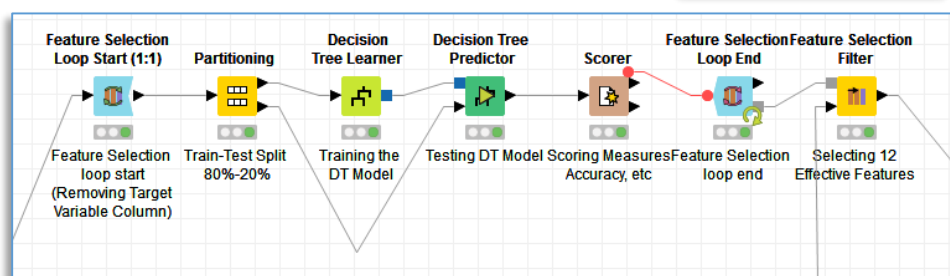 Feature Selection
Loop Start (1:1)
Partitioning
Decision
Tree Learner
Decision Tree
Predictor
Scorer
Feature Selection
Loop End
Feature Selection
Filter
Feature Selection
loop start
(Removing Target
Variable Column)
Train-Test Split
80%-20%
Training the
DT Model
Testing DT Model
Scoring Measures
Accuracy, etc
Feature Selection
loop end
Selecting 12
Effective Features